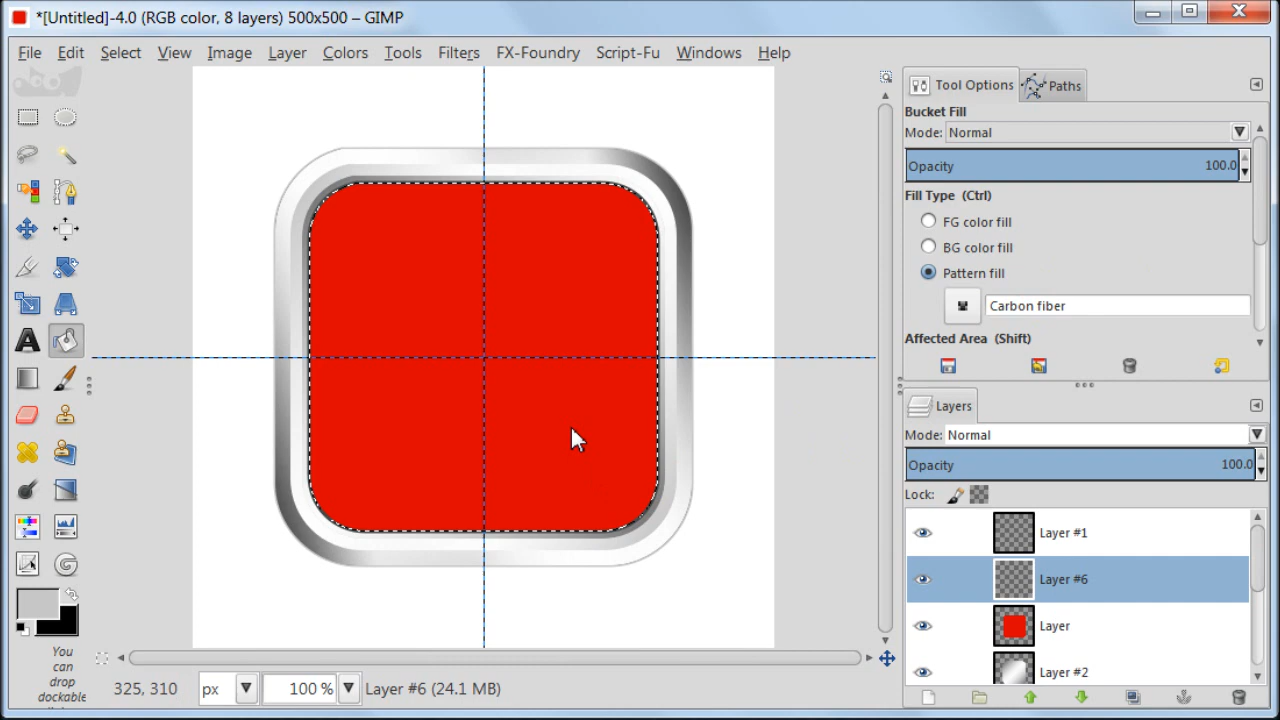 *[Untitled]-4.0 (RGB color, 8 layers) 500x500 – GIMP
File Edit Select View Image Layer Colors Tools Filters FX-Foundry Script-Fu Windows Help
Tool Options Paths
Bucket Fill
Mode: Normal
Opacity 100.0
Fill Type (Ctrl)
FG color fill
BG color fill
Pattern fill
Carbon fiber
Affected Area (Shift)
Layers
Mode: Normal
Opacity 100.0
Lock:
Layer #1
Layer #6
Layer
Layer #2
You
can
drop
dockable
325, 310 px 100 % Layer #6 (24.1 MB)